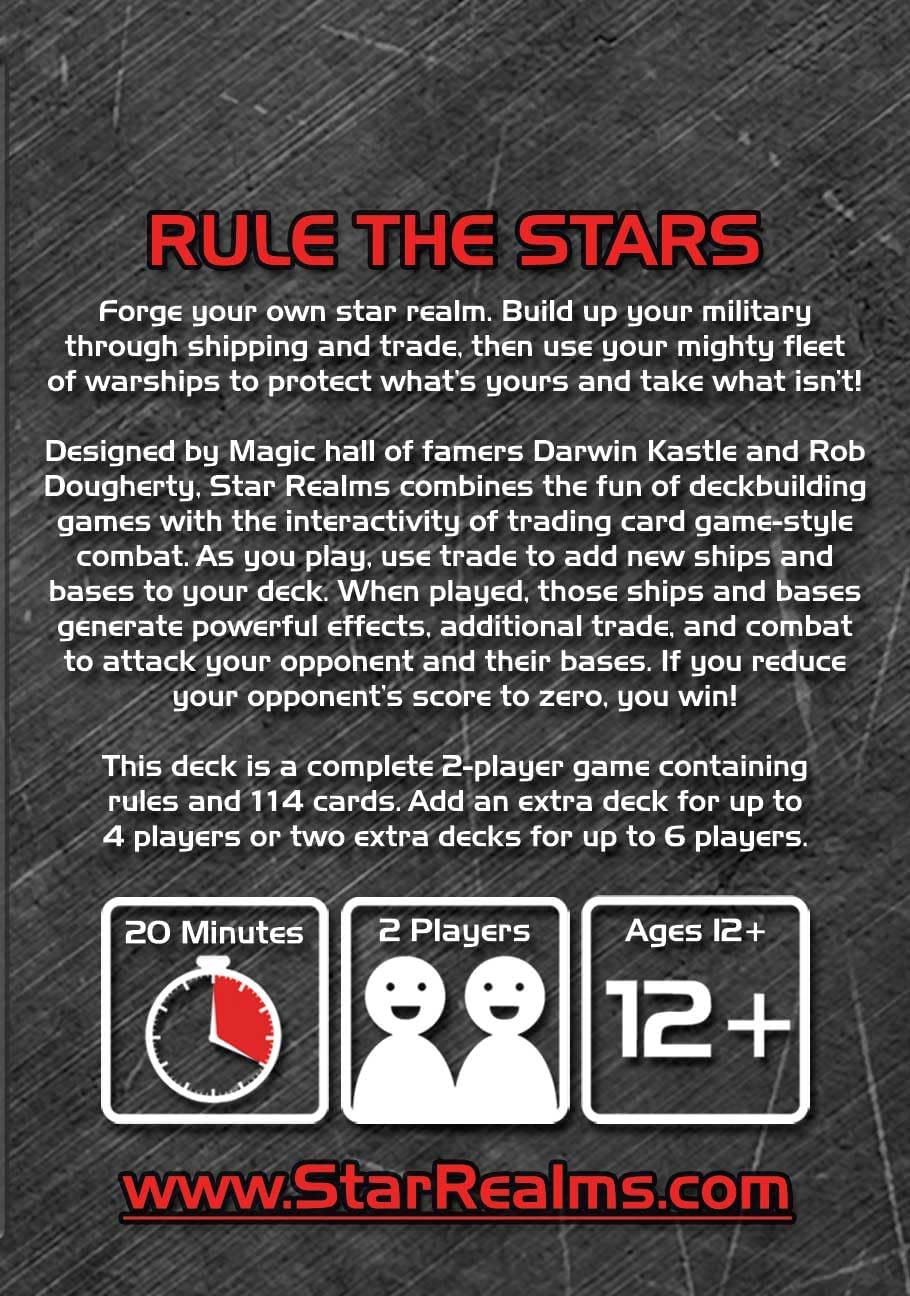 RULE THE STARS
Forge your own star realm. Build up your military
through shipping and trade, then use your mighty fleet
of warships to protect what's yours and take what isn't!
Designed by Magic hall of famers Darwin Kastle and Rob
Dougherty, Star Realms combines the fun of deckbuilding
games with the interactivity of trading card game-style
combat. As you play, use trade to add new ships and
bases to your deck. When played, those ships and bases
generate powerful effects, additional trade, and combat
to attack your opponent and their bases. If you reduce
your opponent's score to zero, you win!
This deck is a complete 2-player game containing
rules and 114 cards. Add an extra deck for up to
4 players or two extra decks for up to 6 players.
20 Minutes
2 Players
Ages 12+
12+
www.StarRealms.com